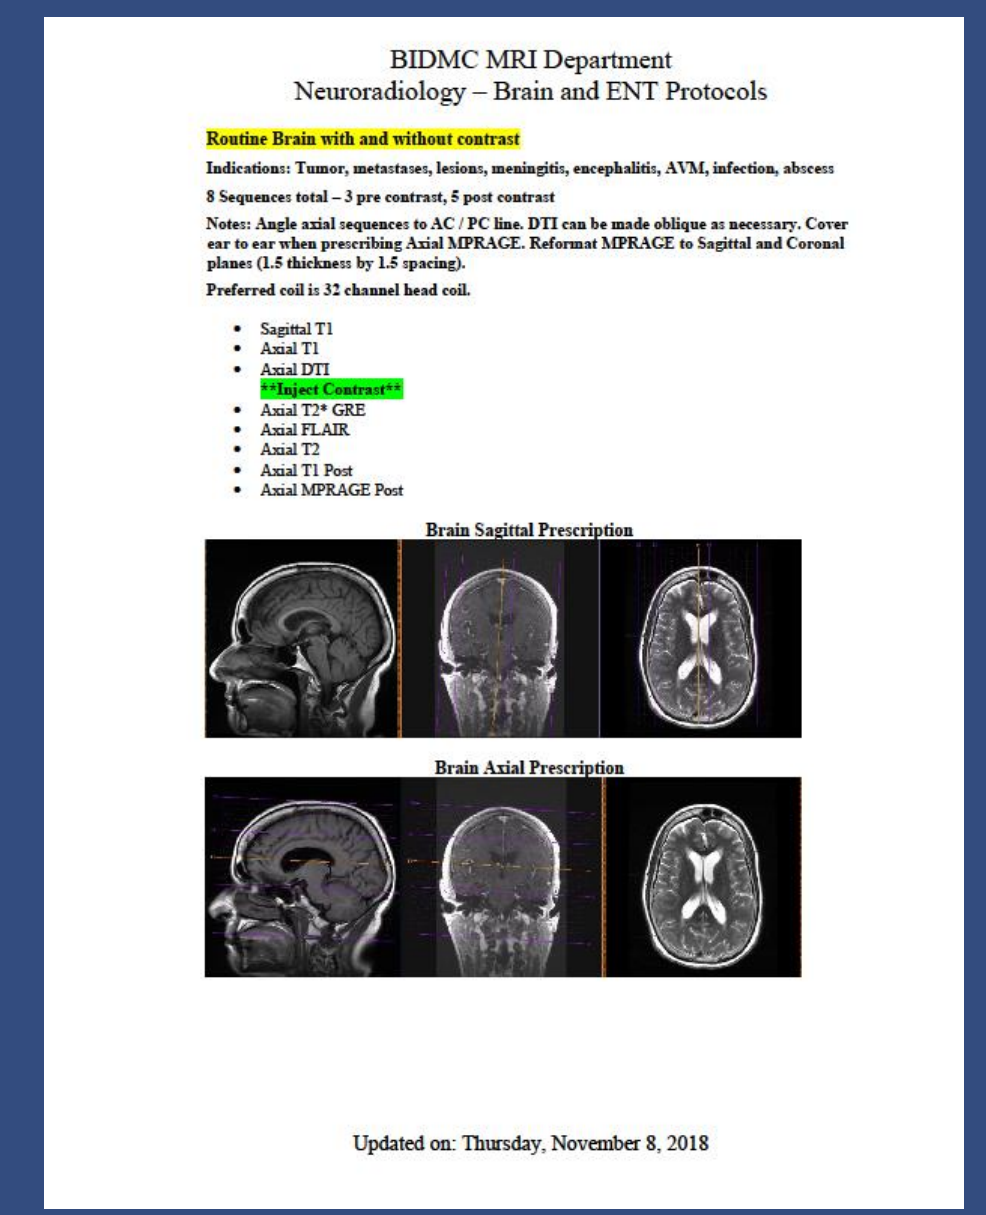 BIDMC MRI Department
Neuroradiology – Brain and ENT Protocols
Routine Brain with and without contrast
Indications: Tumor, metastases, lesions, meningitis, encephalitis, AVM, infection, abscess
8 Sequences total – 3 pre contrast, 5 post contrast
Notes: Angle axial sequences to AC / PC line. DTI can be made oblique as necessary. Cover
ear to ear when prescribing Axial MPRAGE. Reformat MPRAGE to Sagittal and Coronal
planes (1.5 thickness by 1.5 spacing).
Preferred coil is 32 channel head coil.
• Sagittal T1
• Axial T1
• Axial DTI
**Inject Contrast**
• Axial T2* GRE
• Axial FLAIR
• Axial T2
• Axial T1 Post
• Axial MPRAGE Post
Brain Sagittal Prescription
Brain Axial Prescription
Updated on: Thursday, November 8, 2018